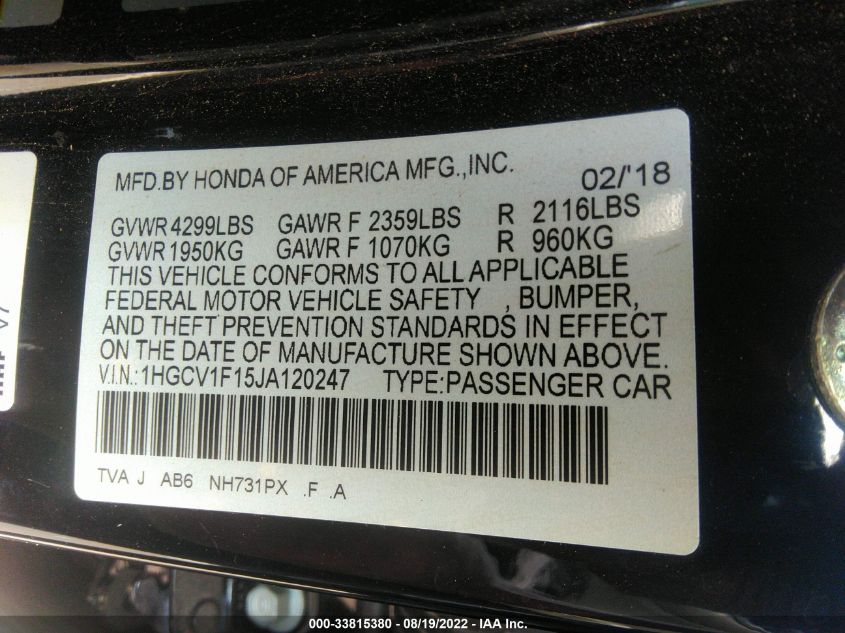 MFD.BY HONDA OF AMERICA MFG.,INC. 02/'18
GVWR 4299LBS GAWR F 2359LBS R 2116LBS
GVWR 1950KG GAWR F 1070KG R 960KG
THIS VEHICLE CONFORMS TO ALL APPLICABLE
FEDERAL MOTOR VEHICLE SAFETY , BUMPER,
AND THEFT PREVENTION STANDARDS IN EFFECT
ON THE DATE OF MANUFACTURE SHOWN ABOVE.
V.I.N.:1HGCV1F15JA120247 TYPE:PASSENGER CAR
TVA J AB6 NH731PX .F .A
000-33815380 - 08/19/2022 - IAA Inc.